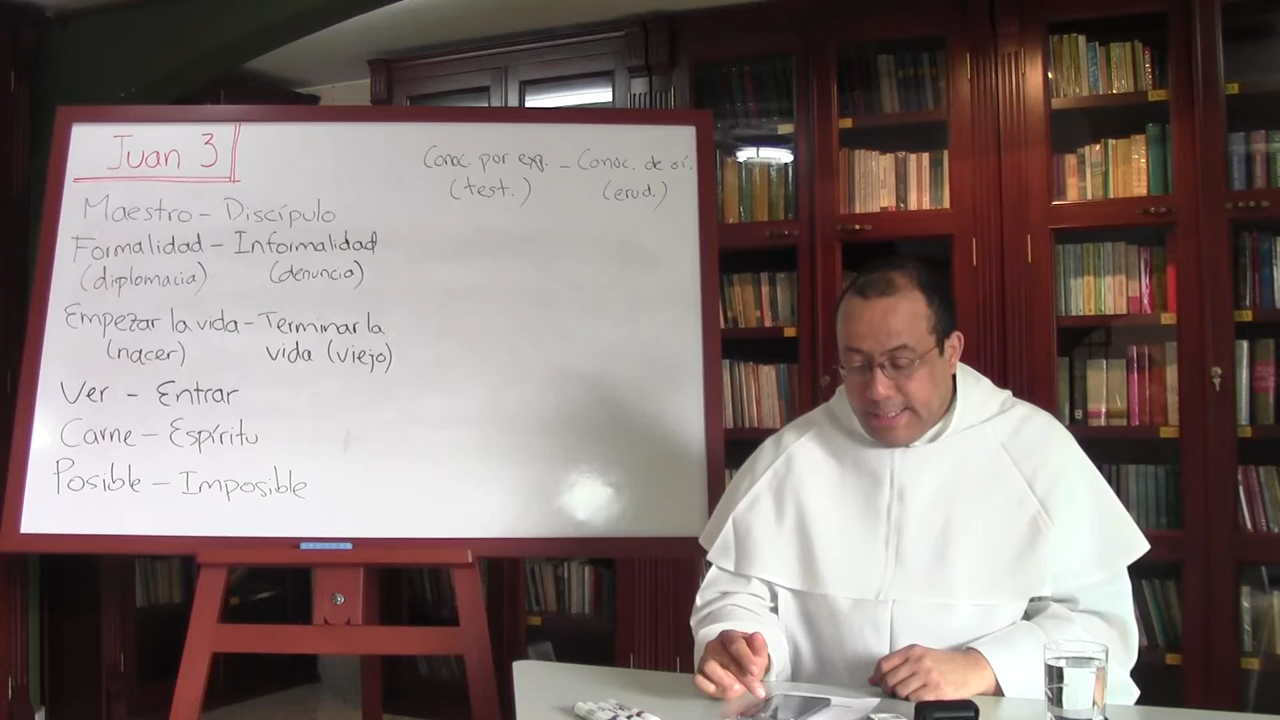 Juan 3
Maestro - Discípulo
Formalidad - Informalidad
(diplomacia) (denuncia)
Empezar la vida - Terminar la
(nacer) vida (viejo)
Ver - Entrar
Carne - Espíritu
Posible - Imposible
Conoc. por exp. - Conoc. de oí.
(test.) (erud.)